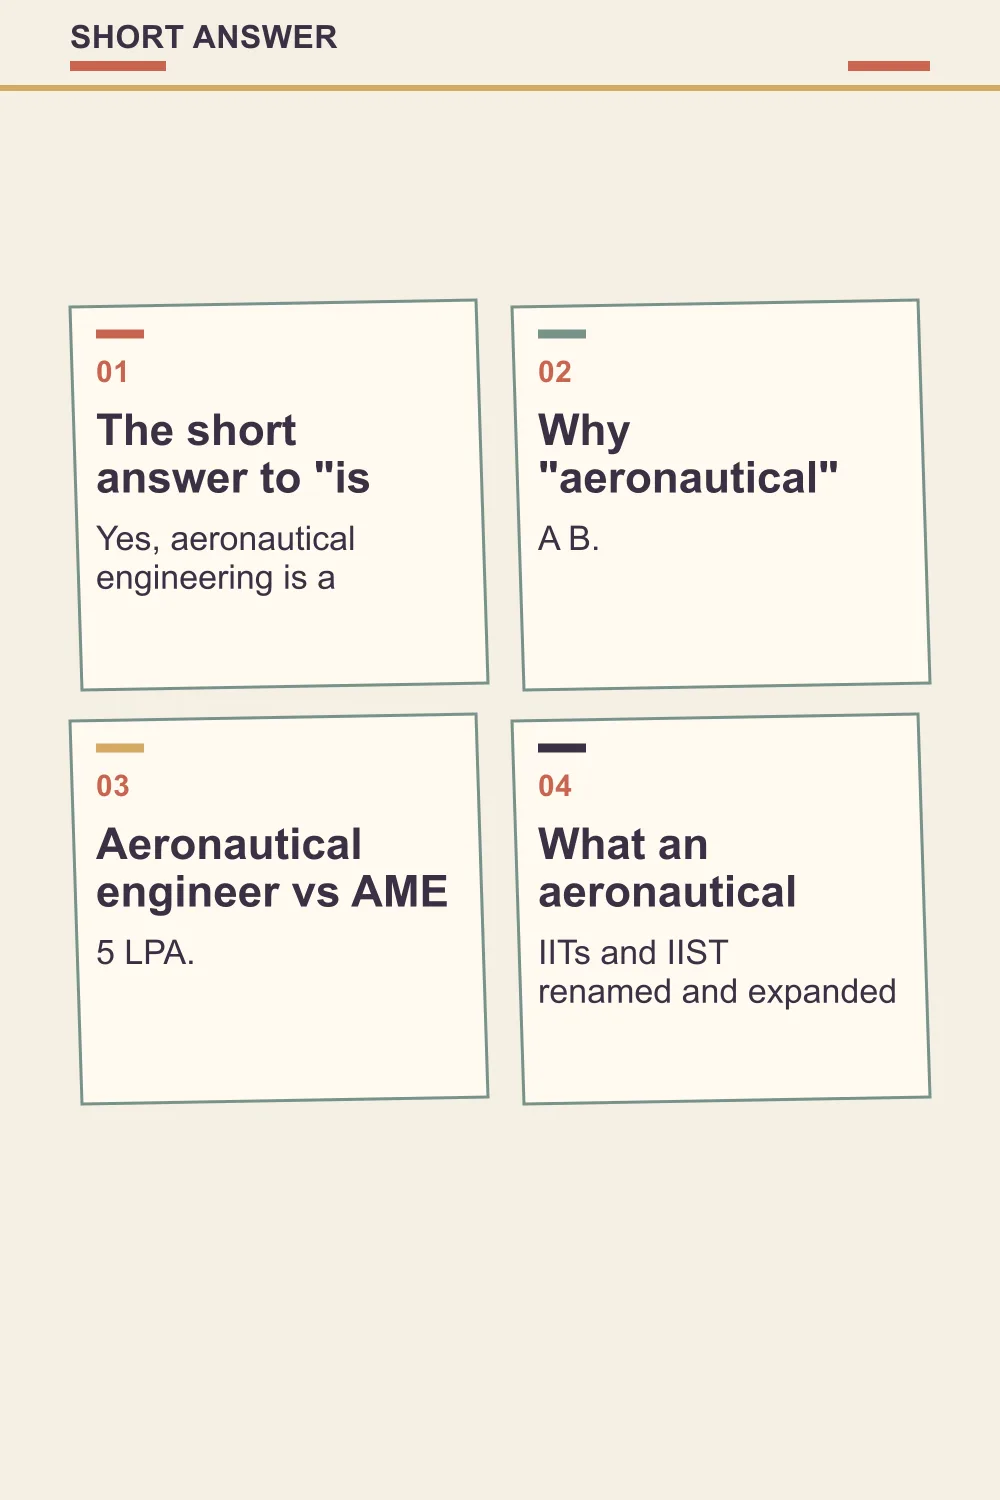 SHORT ANSWER
01
The short
answer to "is
Yes, aeronautical
engineering is a
02
Why
"aeronautical"
A B.
03
Aeronautical
engineer vs AME
5 LPA.
04
What an
aeronautical
IITs and IIST
renamed and expanded